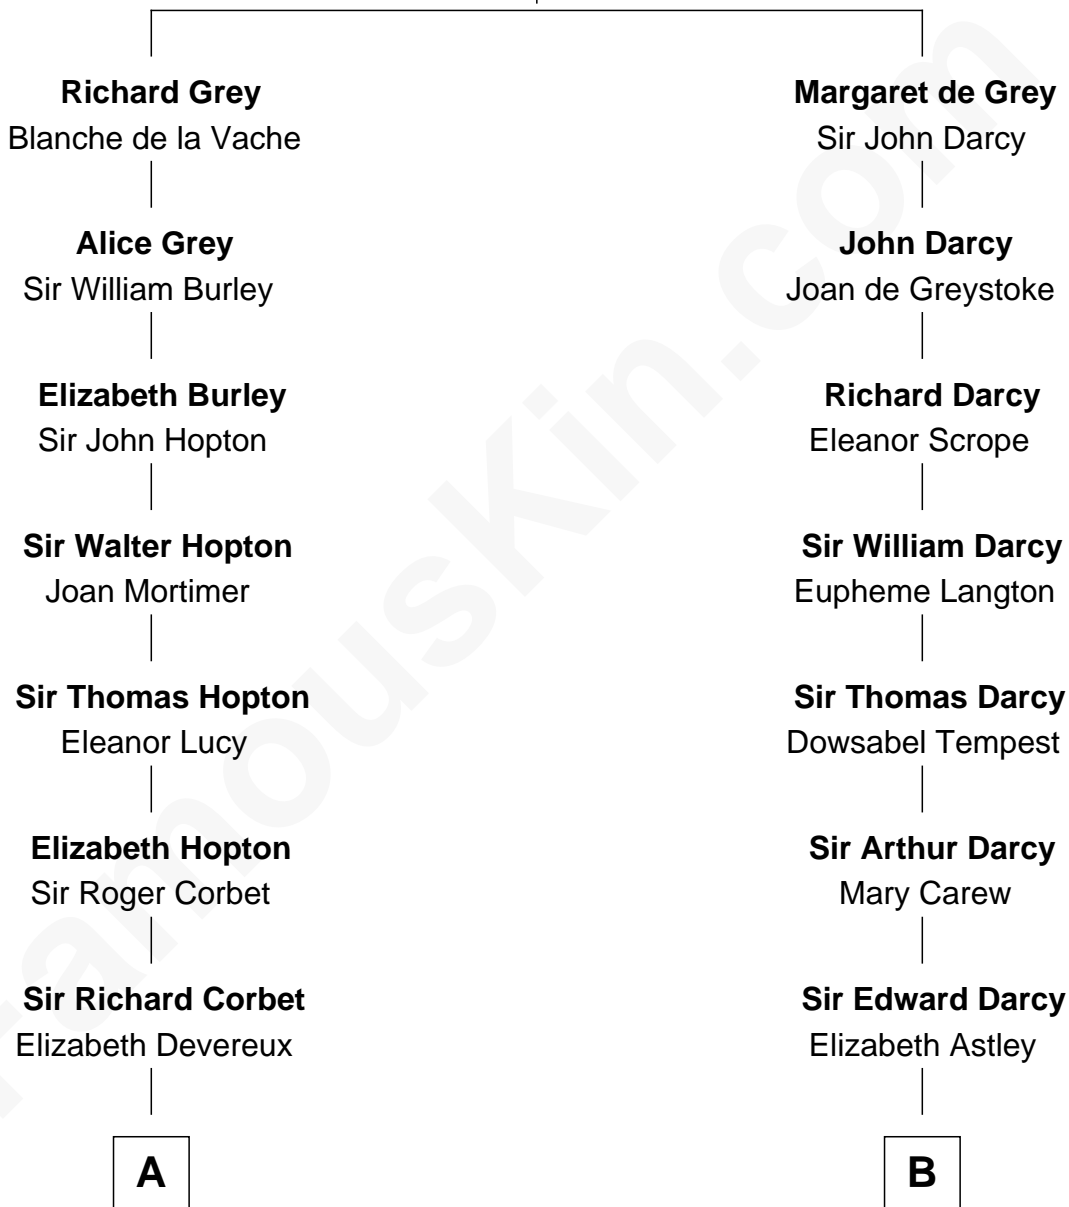 Richard Grey
Blanche de la Vache
Alice Grey
Sir William Burley
Elizabeth Burley
Sir John Hopton
Sir Walter Hopton
Joan Mortimer
Sir Thomas Hopton
Eleanor Lucy
Elizabeth Hopton
Sir Roger Corbet
Sir Richard Corbet
Elizabeth Devereux
A
Margaret de Grey
Sir John Darcy
John Darcy
Joan de Greystoke
Richard Darcy
Eleanor Scrope
Sir William Darcy
Eupheme Langton
Sir Thomas Darcy
Dowsabel Tempest
Sir Arthur Darcy
Mary Carew
Sir Edward Darcy
Elizabeth Astley
B
FamousKin.com